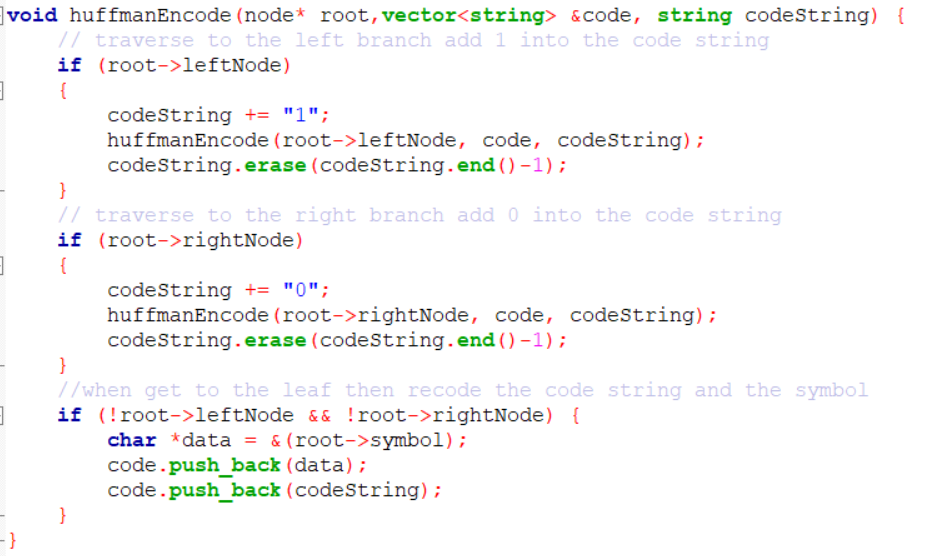 void huffmanEncode(node* root,vector<string> &code, string codeString) {
    // traverse to the left branch add 1 into the code string
    if (root->leftNode)
    {
        codeString += "1";
        huffmanEncode(root->leftNode, code, codeString);
        codeString.erase(codeString.end()-1);
    }
    // traverse to the right branch add 0 into the code string
    if (root->rightNode)
    {
        codeString += "0";
        huffmanEncode(root->rightNode, code, codeString);
        codeString.erase(codeString.end()-1);
    }
    //when get to the leaf then recode the code string and the symbol
    if (!root->leftNode && !root->rightNode) {
        char *data = &(root->symbol);
        code.push_back(data);
        code.push_back(codeString);
    }
}